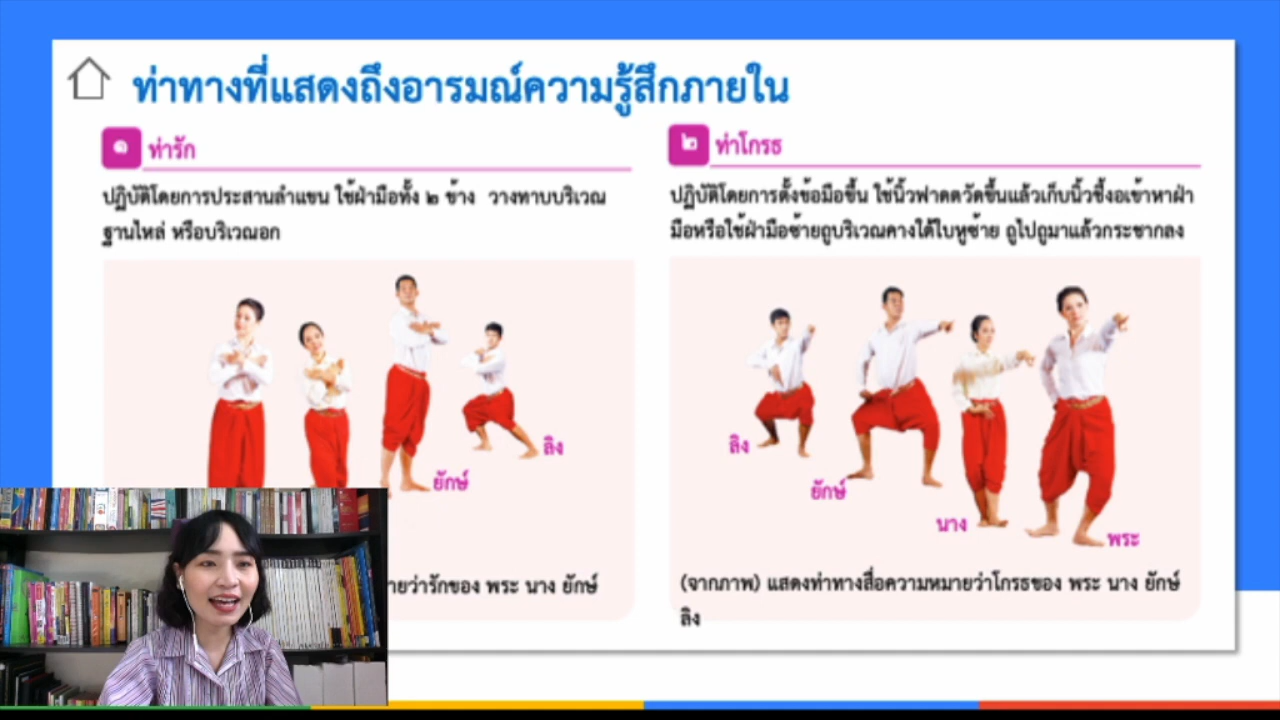 ท่าทางที่แสดงถึงอารมณ์ความรู้สึกภายใน
๑ ท่ารัก
ปฏิบัติโดยการประสานลำแขน ใช้ฝ่ามือทั้ง ๒ ข้าง วางทาบบริเวณ
ฐานไหล่ หรือบริเวณอก
ลิง
ยักษ์
ายว่ารักของ พระ นาง ยักษ์
๒ ท่าโกรธ
ปฏิบัติโดยการตั้งข้อมือขึ้น ใช้นิ้วฟาดตวัดขึ้นแล้วเก็บนิ้วชี้งอเข้าหาฝ่า
มือหรือใช้ฝ่ามือซ้ายถูบริเวณคางใต้ใบหูซ้าย ถูไปถูมาแล้วกระชากลง
ลิง
ยักษ์
นาง
พระ
(จากภาพ) แสดงท่าทางสื่อความหมายว่าโกรธของ พระ นาง ยักษ์
ลิง